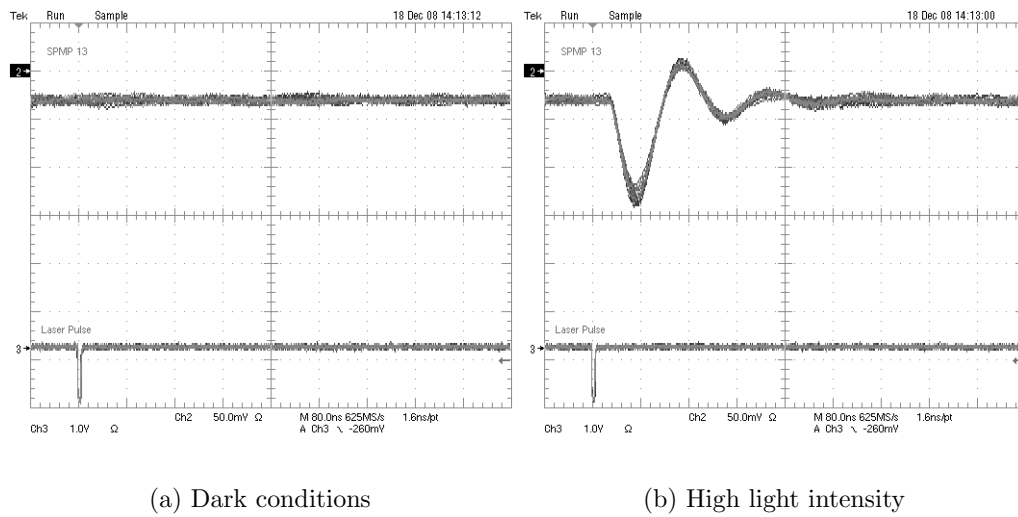 Tek Run Sample 18 Dec 08 14:13:12
SPMP 13
2
Laser Pulse
3
Ch2 50.0mV Ω M 80.0ns 625MS/s 1.6ns/pt
Ch3 1.0V Ω A Ch3 \ -260mV
Tek Run Sample 18 Dec 08 14:13:00
SPMP 13
2
Laser Pulse
3
Ch2 50.0mV Ω M 80.0ns 625MS/s 1.6ns/pt
Ch3 1.0V Ω A Ch3 \ -260mV
(a) Dark conditions
(b) High light intensity